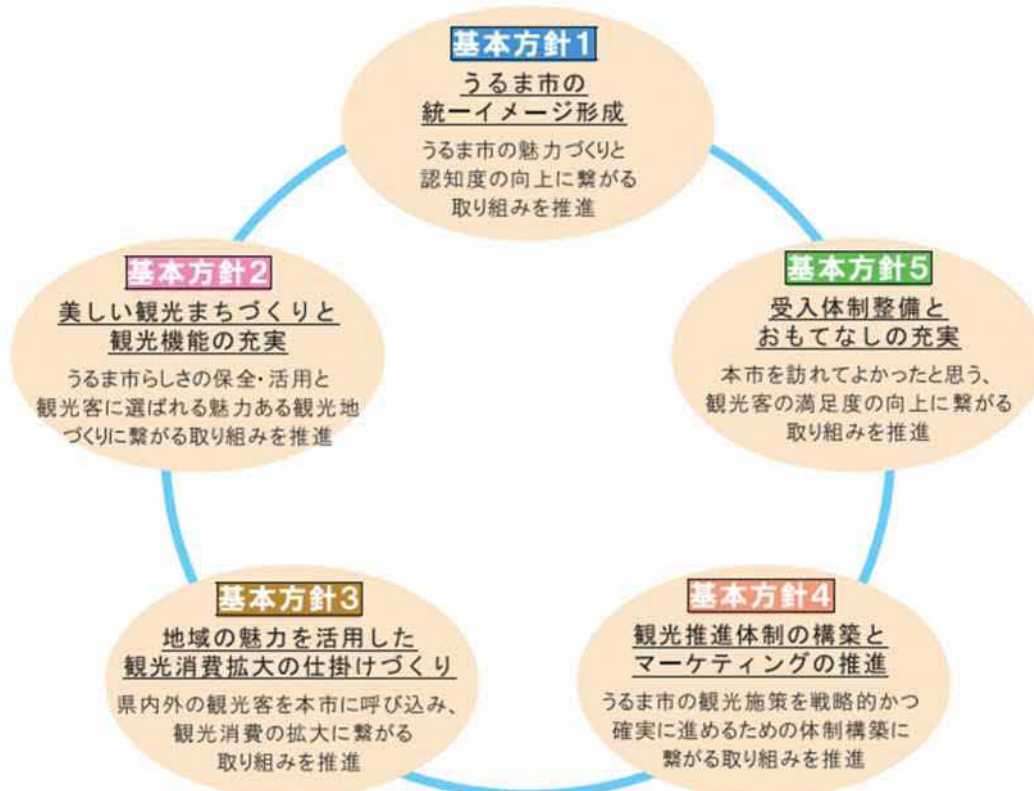 基本方針1
うるま市の
統一イメージ形成
うるま市の魅力づくりと
認知度の向上に繋がる
取り組みを推進
基本方針2
美しい観光まちづくりと
観光機能の充実
うるま市らしさの保全・活用と
観光客に選ばれる魅力ある観光地
づくりに繋がる取り組みを推進
基本方針3
地域の魅力を活用した
観光消費拡大の仕掛けづくり
県内外の観光客を本市に呼び込み、
観光消費の拡大に繋がる
取り組みを推進
基本方針4
観光推進体制の構築と
マーケティングの推進
うるま市の観光施策を戦略的かつ
確実に進めるための体制構築に
繋がる取り組みを推進
基本方針5
受入体制整備と
おもてなしの充実
本市を訪れてよかったと思う、
観光客の満足度の向上に繋がる
取り組みを推進